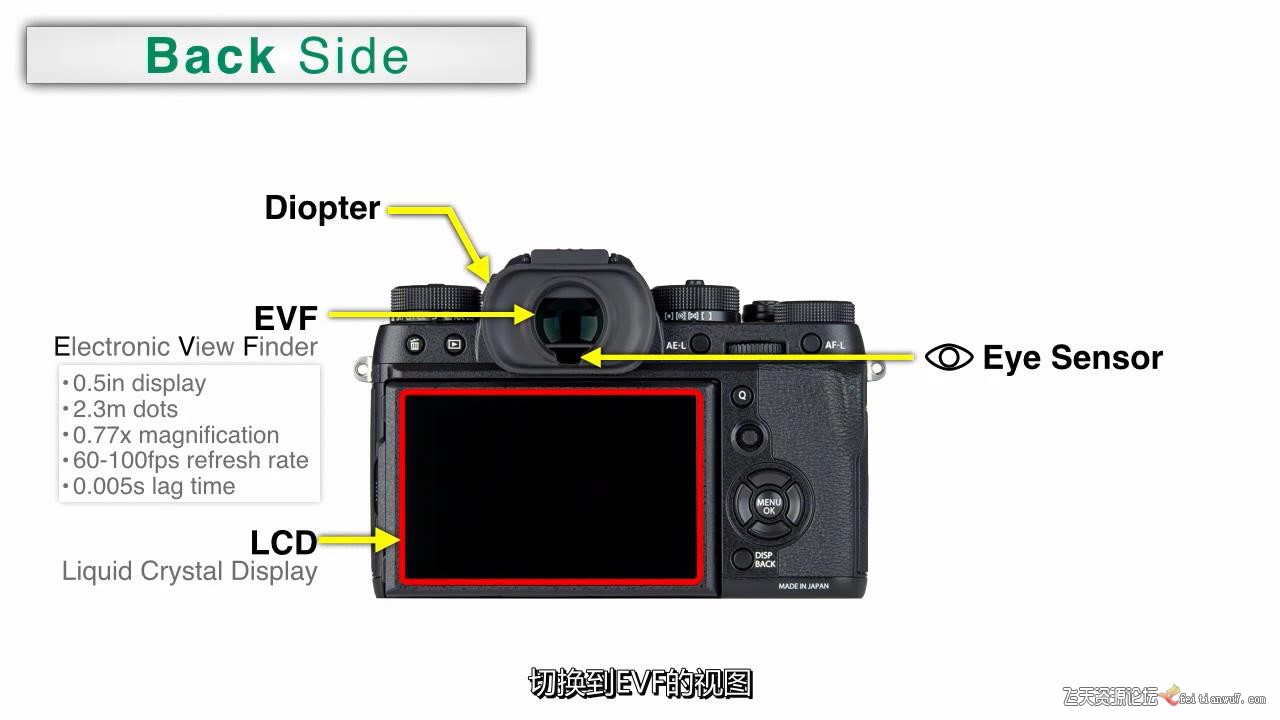 Back Side
Diopter
EVF
Electronic View Finder
•0.5in display
•2.3m dots
•0.77x magnification
•60-100fps refresh rate
•0.005s lag time
LCD
Liquid Crystal Display
Eye Sensor
AE-L
AF-L
Q
MENU
OK
DISP
BACK
MADE IN JAPAN
切换到EVF的视图
飞天资源论坛 feitianwu7.com